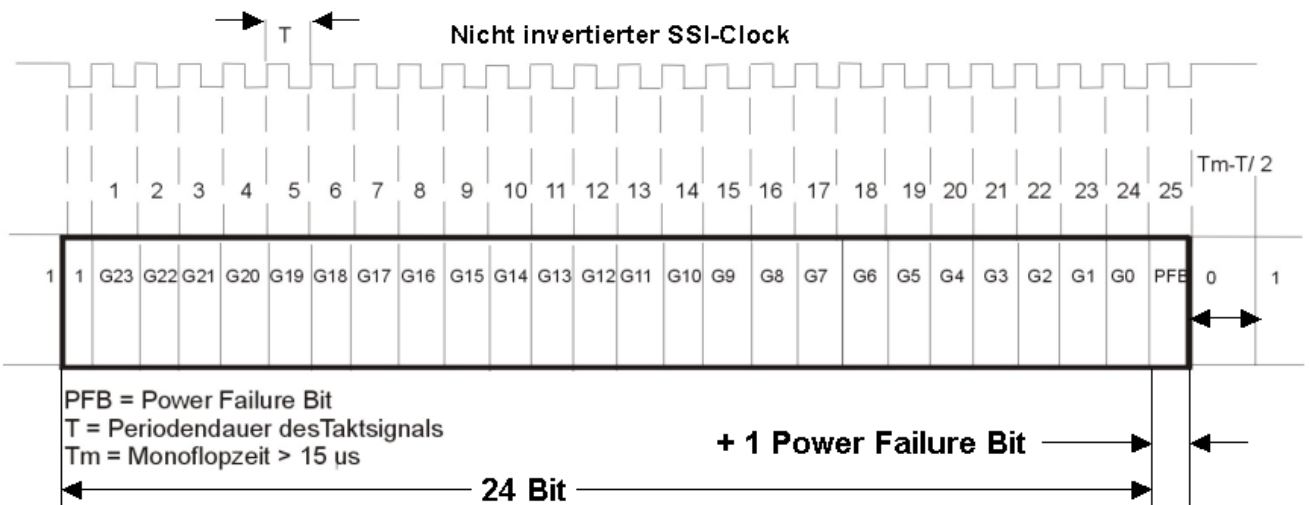 T Nicht invertierter SSI-Clock
Tm-T/ 2
1 2 3 4 5 6 7 8 9 10 11 12 13 14 15 16 17 18 19 20 21 22 23 24 25
1 1 G23 G22 G21 G20 G19 G18 G17 G16 G15 G14 G13 G12 G11 G10 G9 G8 G7 G6 G5 G4 G3 G2 G1 G0 PFB 0 1
PFB = Power Failure Bit
T = Periodendauer desTaktsignals
Tm = Monoflopzeit > 15 µs
+ 1 Power Failure Bit
24 Bit